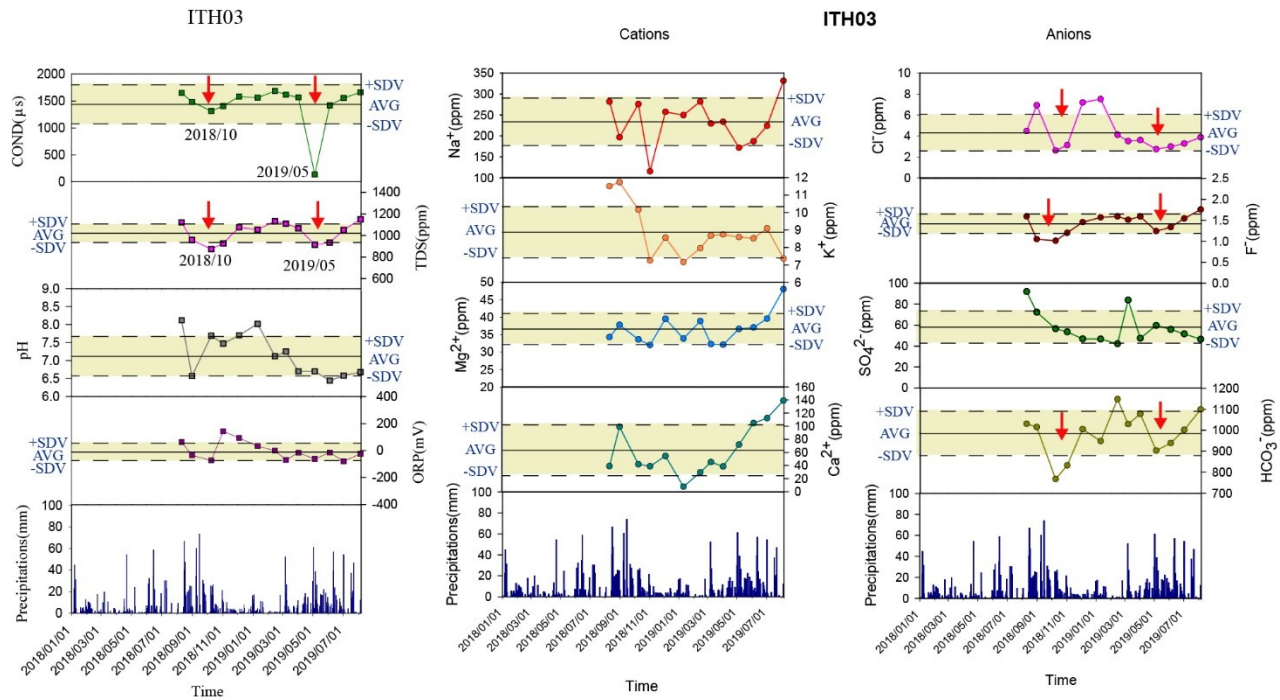 ITH03
ITH03
Cations
Anions
2000
1500
1000
500
0
COND(μs)
+SDV
AVG
-SDV
2018/10
2019/05
+SDV
AVG
-SDV
1400
1200
1000
800
600
TDS(ppm)
2018/10
2019/05
9.0
8.5
8.0
7.5
7.0
6.5
6.0
pH
+SDV
AVG
-SDV
+SDV
AVG
-SDV
400
200
0
-200
-400
ORP(mV)
100
80
60
40
20
0
Precipitations(mm)
2018/01/01
2018/03/01
2018/05/01
2018/07/01
2018/09/01
2018/11/01
2019/01/01
2019/03/01
2019/05/01
2019/07/01
Time
350
300
250
200
150
100
Na+(ppm)
+SDV
AVG
-SDV
+SDV
AVG
-SDV
12
11
10
9
8
7
6
K+(ppm)
50
45
40
35
30
25
20
Mg2+(ppm)
+SDV
AVG
-SDV
+SDV
AVG
-SDV
160
140
120
100
80
60
40
20
0
Ca2+(ppm)
100
80
60
40
20
0
Precipitations(mm)
2018/01/01
2018/03/01
2018/05/01
2018/07/01
2018/09/01
2018/11/01
2019/01/01
2019/03/01
2019/05/01
2019/07/01
Time
10
8
6
4
2
0
Cl-(ppm)
+SDV
AVG
-SDV
+SDV
AVG
-SDV
2.5
2.0
1.5
1.0
0.5
0.0
F-(ppm)
100
80
60
40
20
0
SO42-(ppm)
+SDV
AVG
-SDV
+SDV
AVG
-SDV
1200
1100
1000
900
800
700
HCO3-(ppm)
100
80
60
40
20
0
Precipitations(mm)
2018/01/01
2018/03/01
2018/05/01
2018/07/01
2018/09/01
2018/11/01
2019/01/01
2019/03/01
2019/05/01
2019/07/01
Time